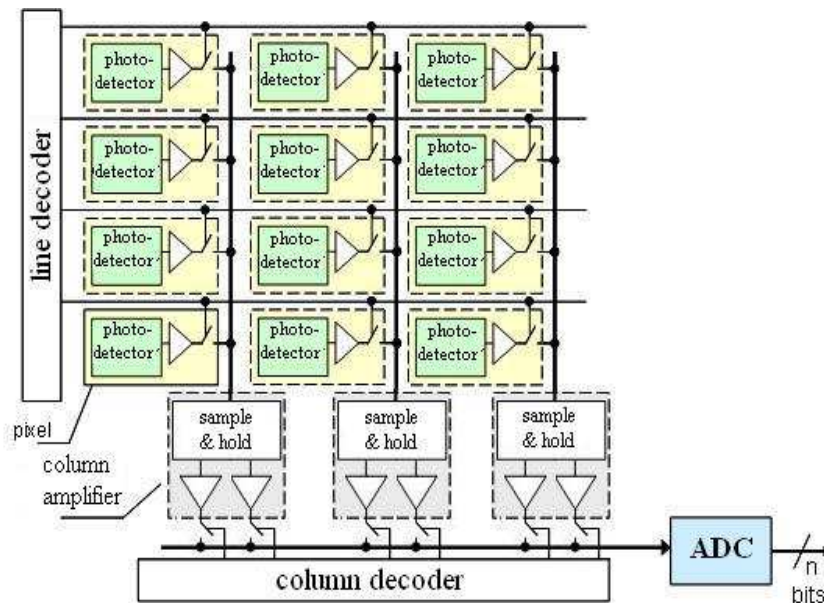 line decoder
photo-
detector
photo-
detector
photo-
detector
photo-
detector
photo-
detector
photo-
detector
photo-
detector
photo-
detector
photo-
detector
photo-
detector
photo-
detector
photo-
detector
pixel
column
amplifier
sample
& hold
sample
& hold
sample
& hold
ADC
n
bits
column decoder